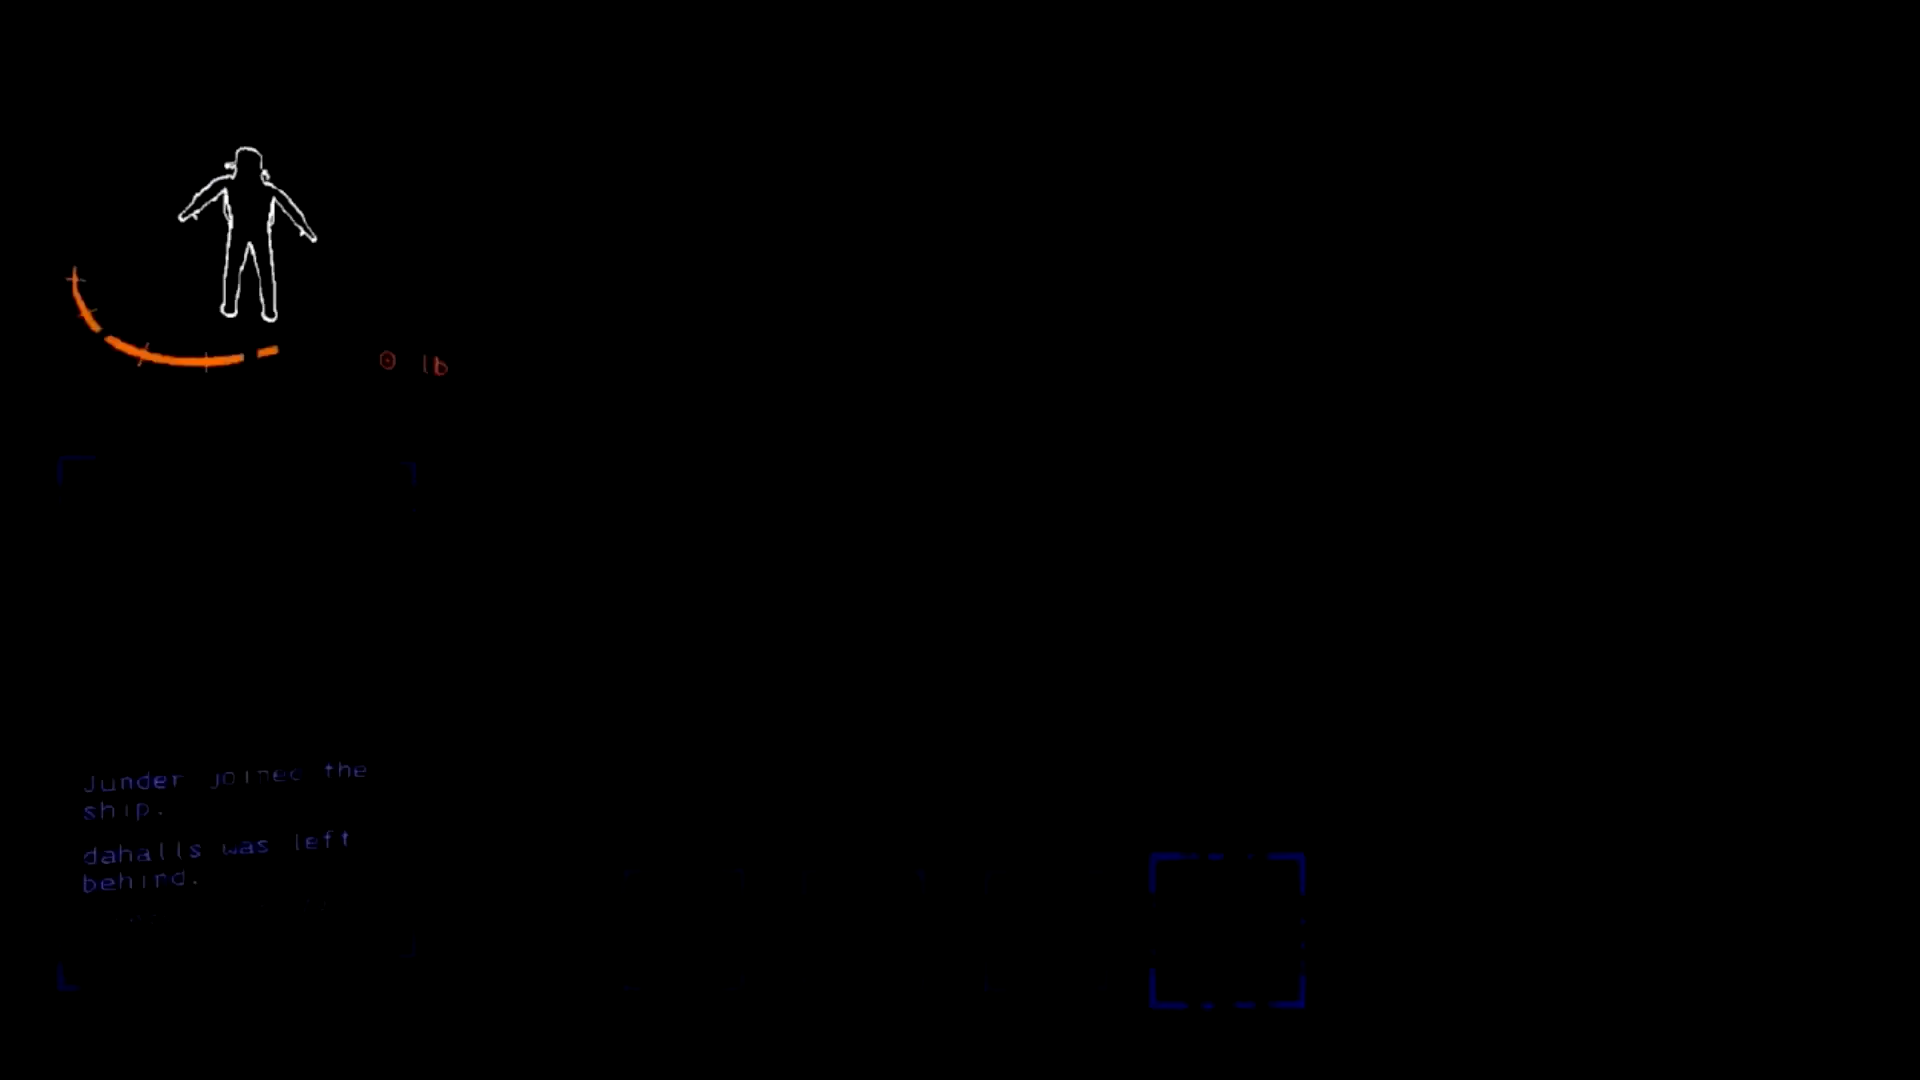 0 lb
Junder joined the
ship.
dahalls was left
behind.